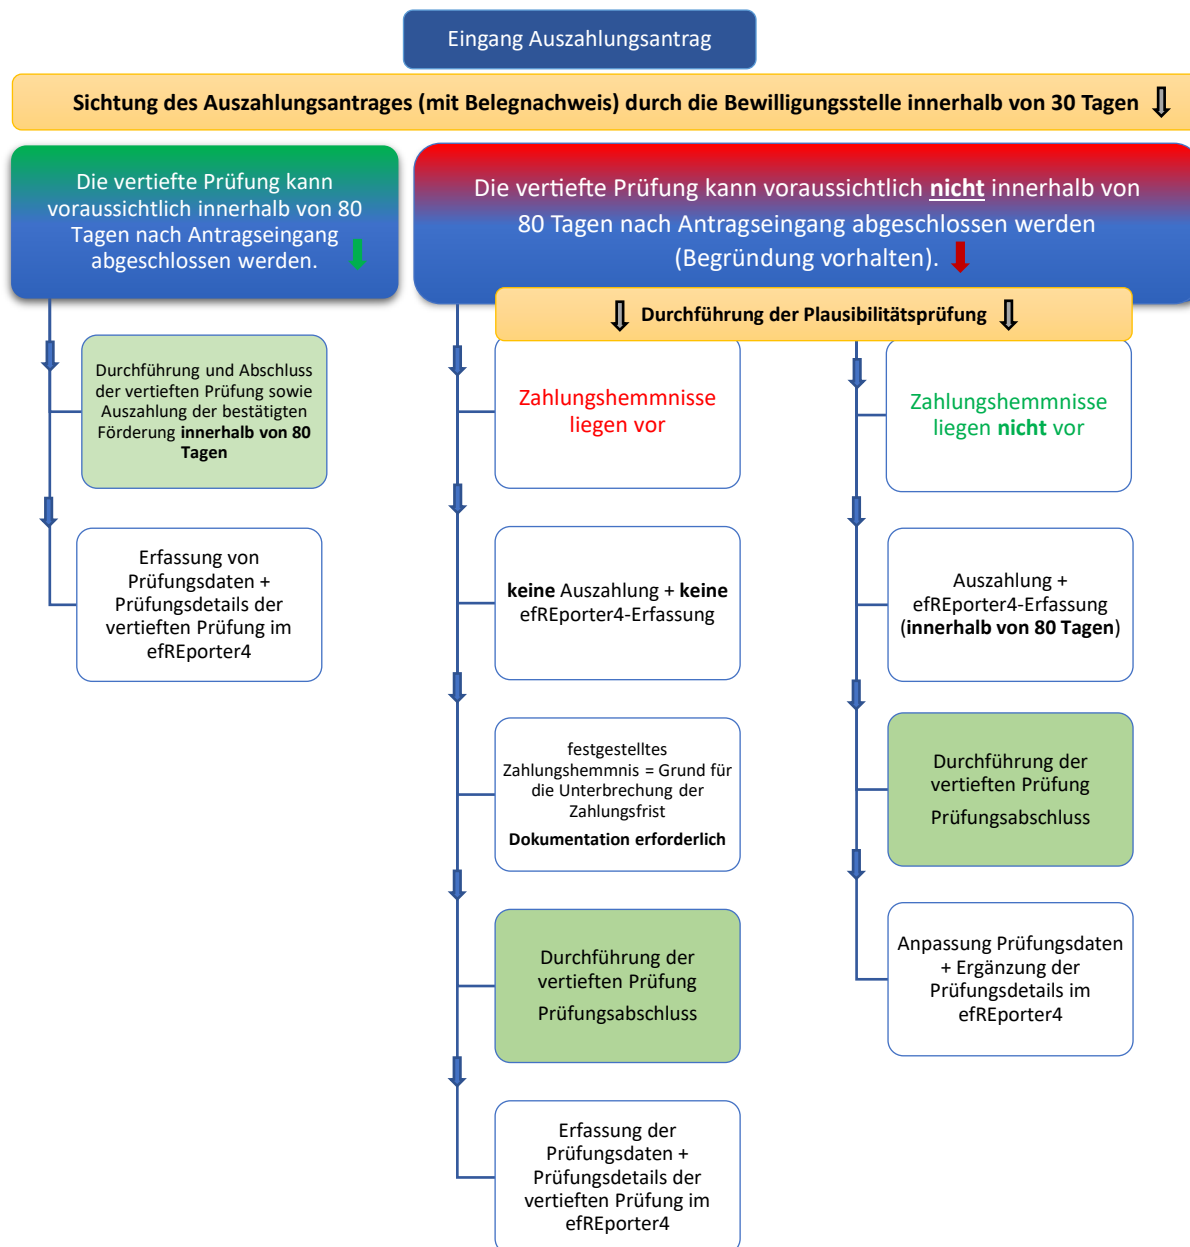 Eingang Auszahlungsantrag
Sichtung des Auszahlungsantrages (mit Belegnachweis) durch die Bewilligungsstelle innerhalb von 30 Tagen
Die vertiefte Prüfung kann
voraussichtlich innerhalb von 80
Tagen nach Antragseingang
abgeschlossen werden.
Durchführung und Abschluss
der vertieften Prüfung sowie
Auszahlung der bestätigten
Förderung innerhalb von 80
Tagen
Erfassung von
Prüfungsdaten +
Prüfungsdetails der
vertieften Prüfung im
efREporter4
Die vertiefte Prüfung kann voraussichtlich nicht innerhalb von
80 Tagen nach Antragseingang abgeschlossen werden
(Begründung vorhalten).
Durchführung der Plausibilitätsprüfung
Zahlungshemmnisse
liegen vor
keine Auszahlung + keine
efREporter4-Erfassung
festgestelltes
Zahlungshemmnis = Grund für
die Unterbrechung der
Zahlungsfrist
Dokumentation erforderlich
Durchführung der
vertieften Prüfung
Prüfungsabschluss
Erfassung der
Prüfungsdaten +
Prüfungsdetails der
vertieften Prüfung im
efREporter4
Zahlungshemmnisse
liegen nicht vor
Auszahlung +
efREporter4-Erfassung
(innerhalb von 80 Tagen)
Durchführung der
vertieften Prüfung
Prüfungsabschluss
Anpassung Prüfungsdaten
+ Ergänzung der
Prüfungsdetails im
efREporter4